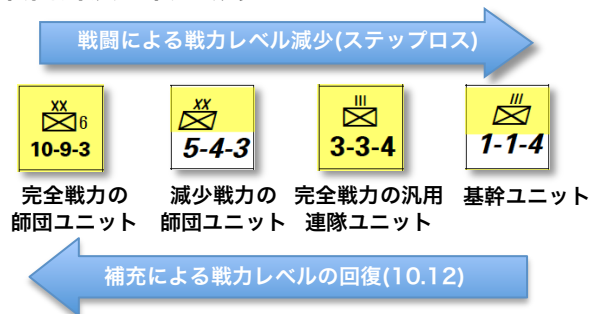 戦闘による戦力レベル減少(ステップロス)
XX
6
10-9-3
XX
5-4-3
III
3-3-4
III
1-1-4
完全戦力の
師団ユニット
減少戦力の
師団ユニット
完全戦力の汎用
連隊ユニット
基幹ユニット
補充による戦力レベルの回復(10.12)